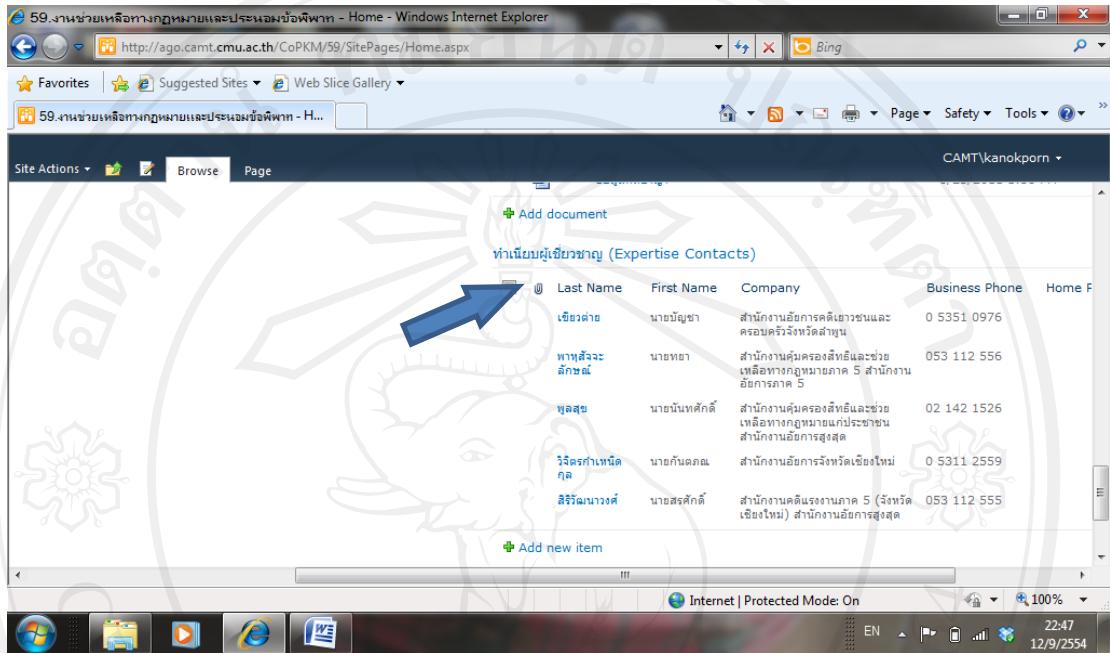 59.งานช่วยเหลือทางกฎหมายและประนอมข้อพิพาท - Home - Windows Internet Explorer
http://ago.camt.cmu.ac.th/CoPKM/59/SitePages/Home.aspx
Bing
Favorites Suggested Sites Web Slice Gallery
59.งานช่วยเหลือทางกฎหมายและประนอมข้อพิพาท - H...
Page Safety Tools
CAMT\kanokporn
Site Actions Browse Page
Add document
ทำเนียบผู้เชี่ยวชาญ (Expertise Contacts)
Last Name First Name Company Business Phone Home P
เขียวต่าย นายบัญชา สำนักงานอัยการคดีเยาวชนและ 0 5351 0976
ครอบครัวจังหวัดลำพูน
พาหุสัจจะ นายทยา สำนักงานคุ้มครองสิทธิและช่วย 053 112 556
ลักษณ์ เหลือทางกฎหมายภาค 5 สำนักงาน
อัยการภาค 5
พูลสุข นายนันทศักดิ์ สำนักงานคุ้มครองสิทธิและช่วย 02 142 1526
เหลือทางกฎหมายแก่ประชาชน
สำนักงานอัยการสูงสุด
วิจิตรกำเหนิด นายกันตภณ สำนักงานอัยการจังหวัดเชียงใหม่ 0 5311 2559
กุล
สิริวัฒนาวงศ์ นายสรศักดิ์ สำนักงานคดีแรงงานภาค 5 (จังหวัด 053 112 555
เชียงใหม่) สำนักงานอัยการสูงสุด
Add new item
Internet | Protected Mode: On 100%
EN 22:47
12/9/2554